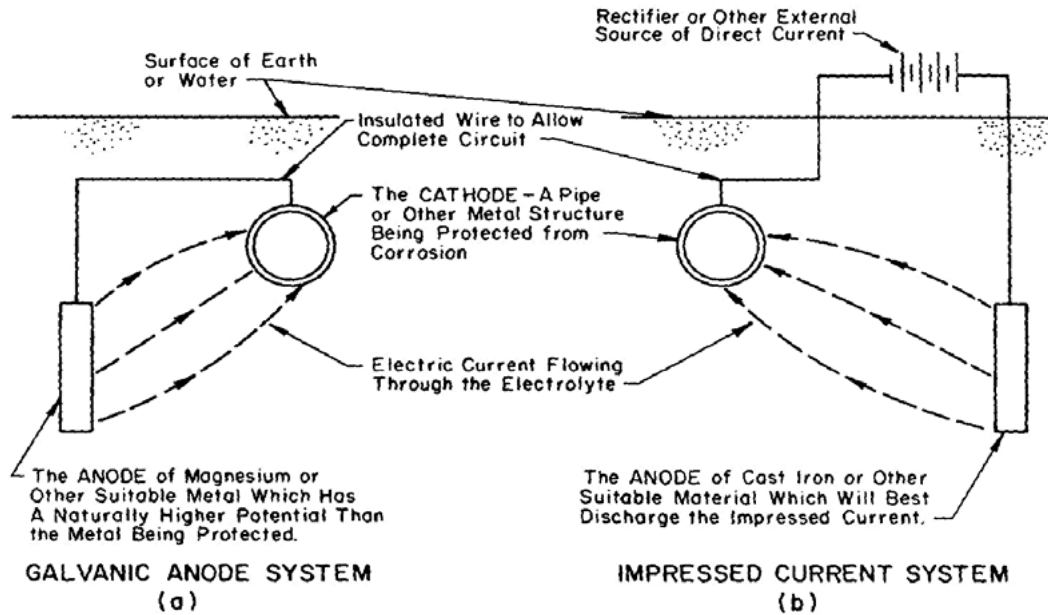 Rectifier or Other External
Source of Direct Current
Surface of Earth
or Water
Insulated Wire to Allow
Complete Circuit
The CATHODE - A Pipe
or Other Metal Structure
Being Protected from
Corrosion
Electric Current Flowing
Through the Electrolyte
The ANODE of Magnesium or
Other Suitable Metal Which Has
A Naturally Higher Potential Than
the Metal Being Protected.
The ANODE of Cast Iron or Other
Suitable Material Which Will Best
Discharge the Impressed Current.
GALVANIC ANODE SYSTEM
(a)
IMPRESSED CURRENT SYSTEM
(b)